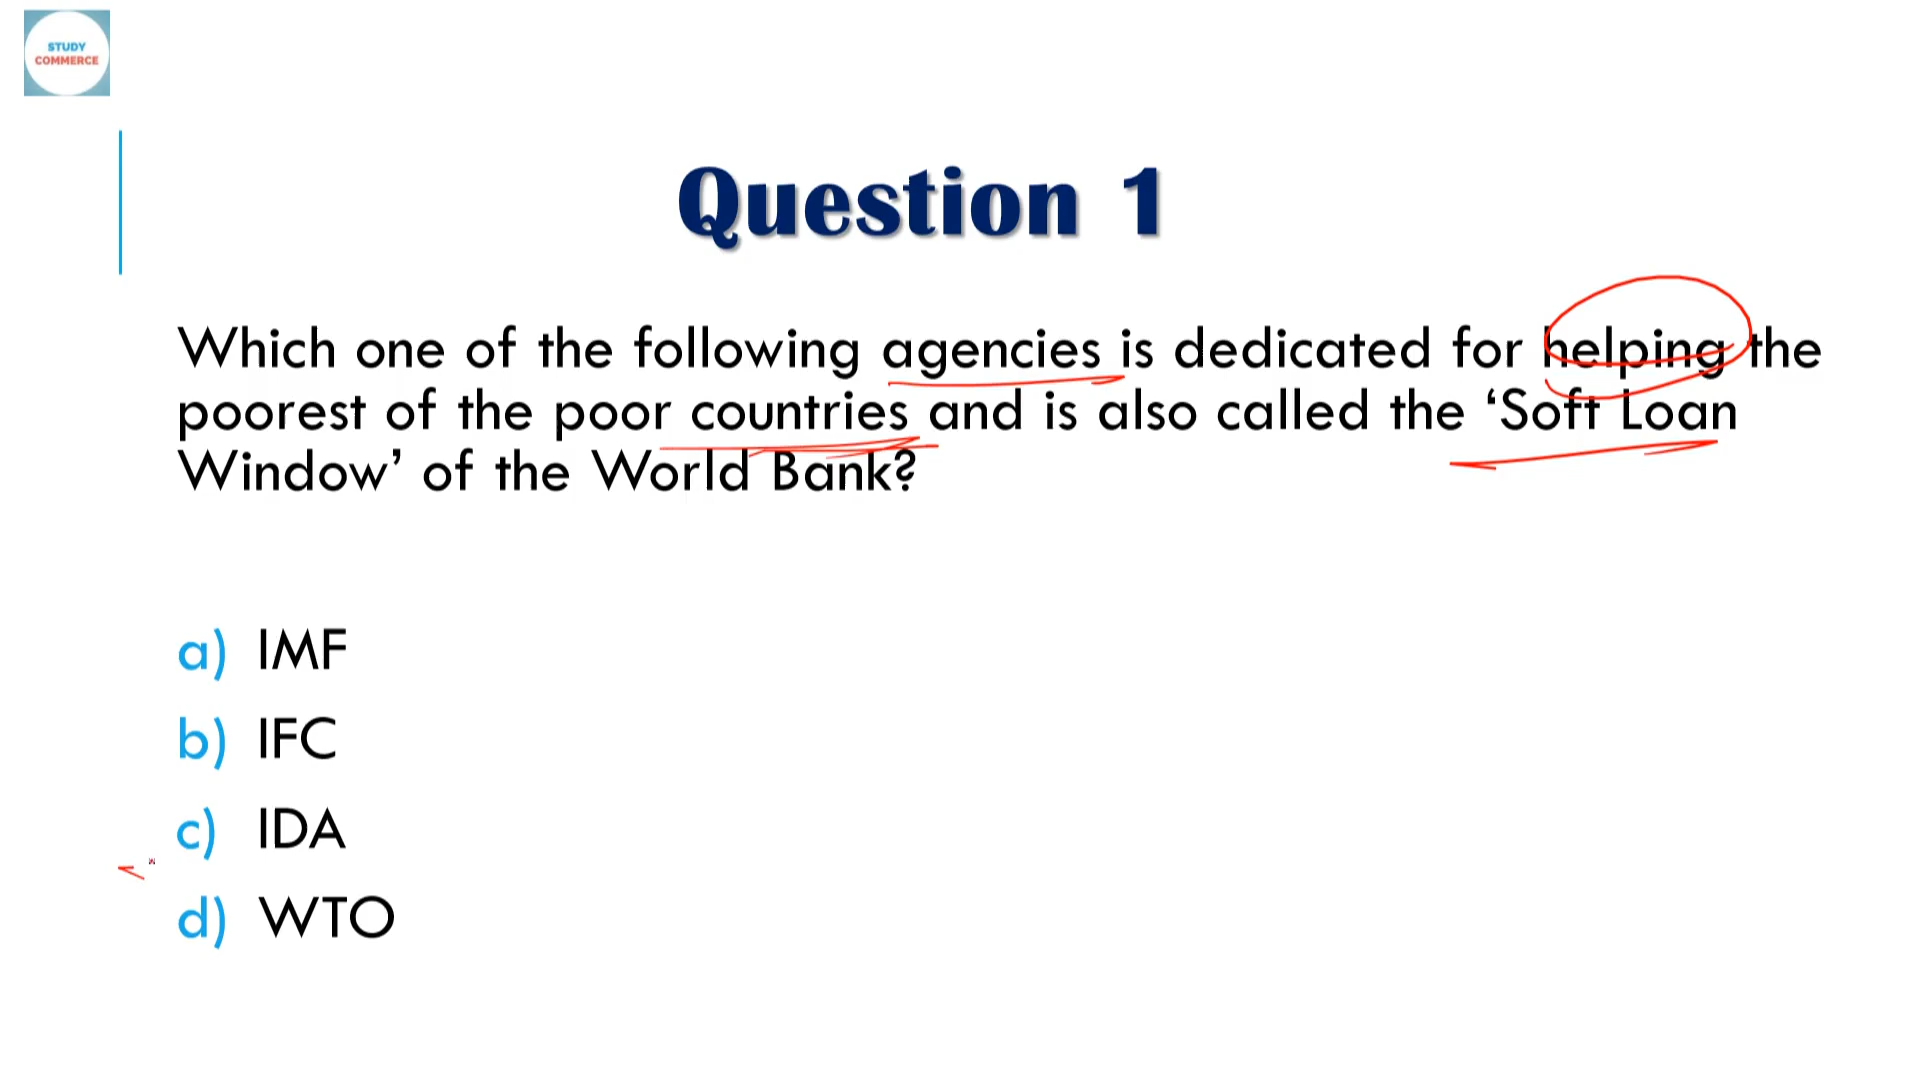 STUDY
COMMERCE
Question 1
Which one of the following agencies is dedicated for helping the
poorest of the poor countries and is also called the ‘Soft Loan
Window’ of the World Bank?
a) IMF
b) IFC
c) IDA
d) WTO